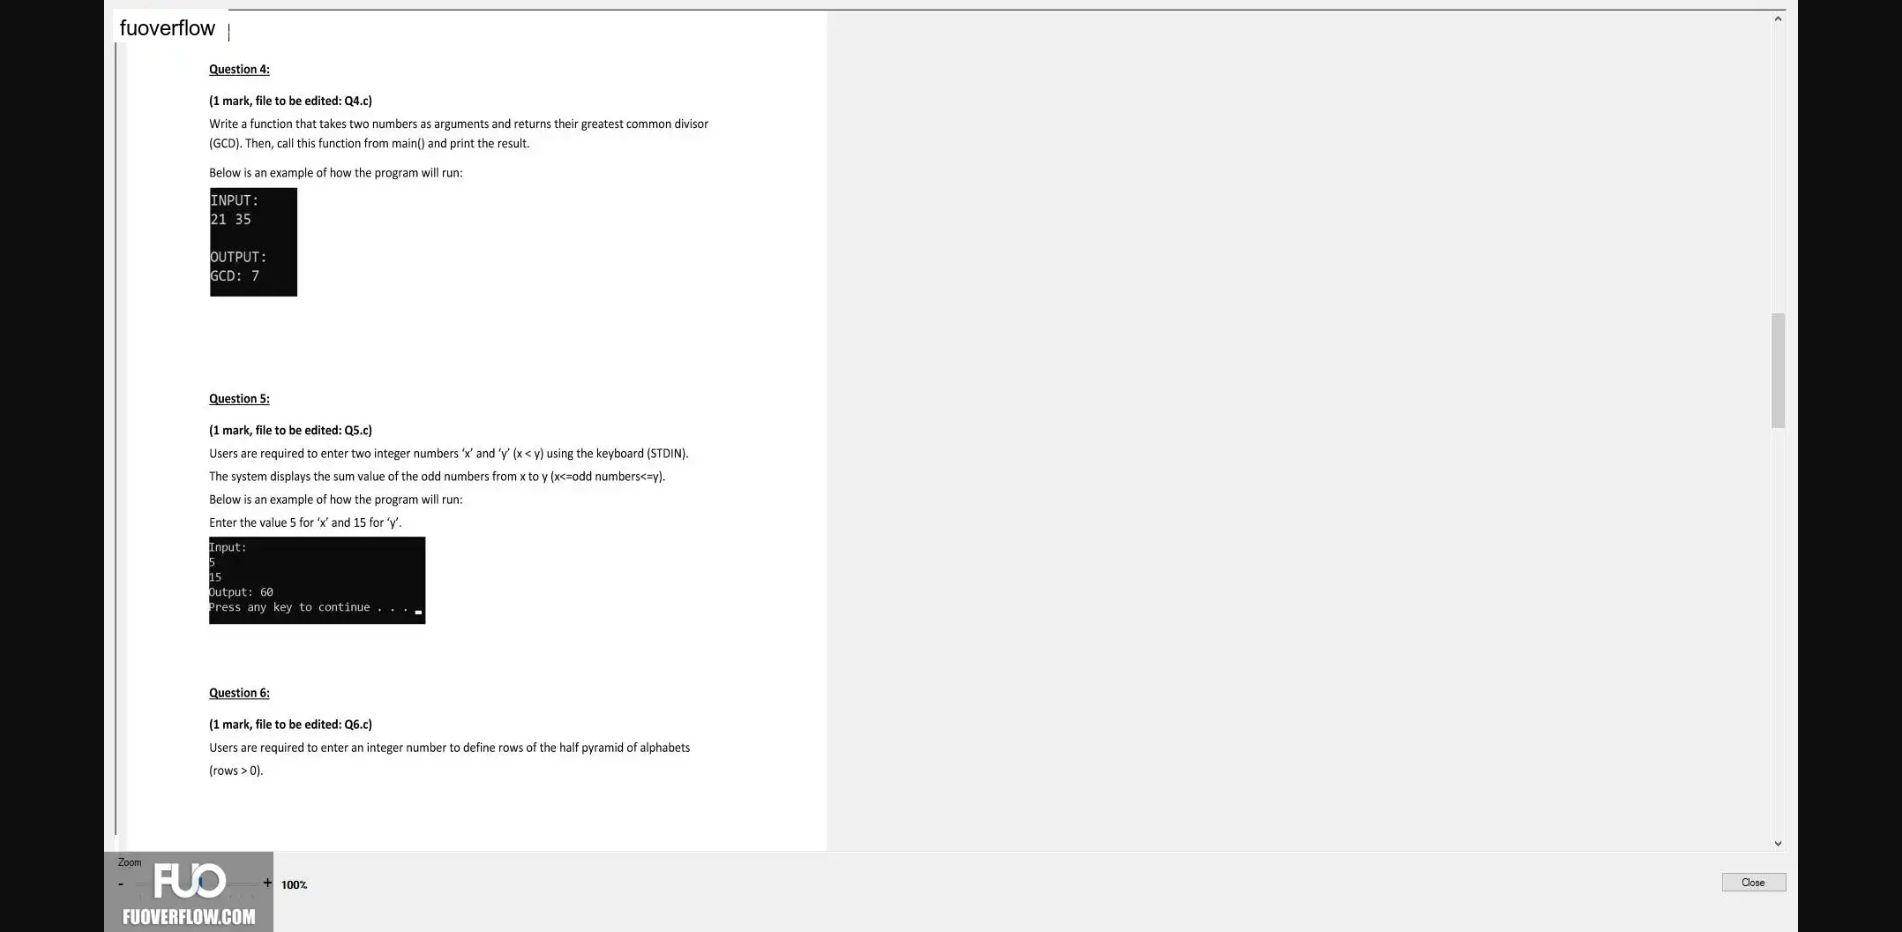 fuoverflow
Question 4:
(1 mark, file to be edited: Q4.c)
Write a function that takes two numbers as arguments and returns their greatest common divisor
(GCD). Then, call this function from main() and print the result.
Below is an example of how the program will run:
INPUT:
21 35
OUTPUT:
GCD: 7
Question 5:
(1 mark, file to be edited: Q5.c)
Users are required to enter two integer numbers ‘x’ and ‘y’ (x < y) using the keyboard (STDIN).
The system displays the sum value of the odd numbers from x to y (x<=odd numbers<=y).
Below is an example of how the program will run:
Enter the value 5 for ‘x’ and 15 for ‘y’.
Input:
5
15
Output: 60
Press any key to continue . . .
Question 6:
(1 mark, file to be edited: Q6.c)
Users are required to enter an integer number to define rows of the half pyramid of alphabets
(rows > 0).
Zoom
- + 100%
FUO
FUOVERFLOW.COM
Close